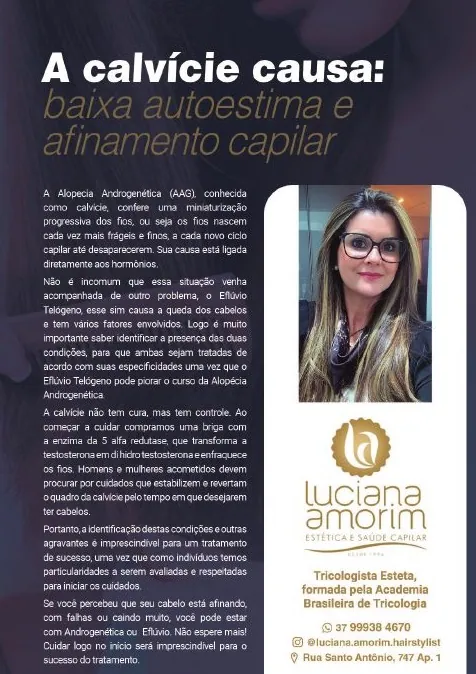 A calvície causa:
baixa autoestima e
afinamento capilar
A Alopecia Androgenética (AAG), conhecida
como calvície, confere uma miniaturização
progressiva dos fios, ou seja os fios nascem
cada vez mais frágeis e finos, a cada novo ciclo
capilar até desaparecerem. Sua causa está ligada
diretamente aos hormônios.
Não é incomum que essa situação venha
acompanhada de outro problema, o Eflúvio
Telógeno, esse sim causa a queda dos cabelos
e tem vários fatores envolvidos. Logo é muito
importante saber identificar a presença das duas
condições, para que ambas sejam tratadas de
acordo com suas especificidades uma vez que o
Eflúvio Telógeno pode piorar o curso da Alopécia
Androgenética.
A calvície não tem cura, mas tem controle. Ao
começar a cuidar compramos uma briga com
a enzima da 5 alfa redutase, que transforma a
testosterona em di hidro testosterona e enfraquece
os fios. Homens e mulheres acometidos devem
procurar por cuidados que estabilizem e revertam
o quadro da calvície pelo tempo em que desejarem
ter cabelos.
Portanto, a identificação destas condições e outras
agravantes é imprescindível para um tratamento
de sucesso, uma vez que como indivíduos temos
particularidades a serem avaliadas e respeitadas
para iniciar os cuidados.
Se você percebeu que seu cabelo está afinando,
com falhas ou caindo muito, você pode estar
com Androgenética ou Eflúvio. Não espere mais!
Cuidar logo no início será imprescindível para o
sucesso do tratamento.
luciana
amorim
ESTÉTICA E SAÚDE CAPILAR
DESDE 1996
Tricologista Esteta,
formada pela Academia
Brasileira de Tricologia
37 99938 4670
@luciana.amorim.hairstylist
Rua Santo Antônio, 747 Ap. 1